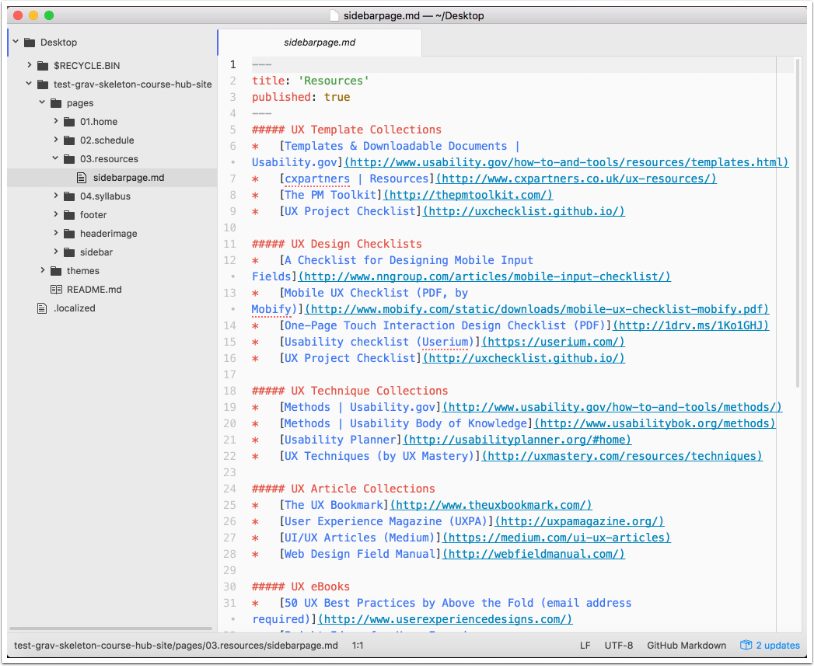 sidebarpage.md — ~/Desktop
Desktop
$RECYCLE.BIN
test-grav-skeleton-course-hub-site
pages
01.home
02.schedule
03.resources
sidebarpage.md
04.syllabus
footer
headerimage
sidebar
themes
README.md
.localized
sidebarpage.md
1 ---
2 title: 'Resources'
3 published: true
4 ---
5 ##### UX Template Collections
6 * [Templates & Downloadable Documents |
• Usability.gov](http://www.usability.gov/how-to-and-tools/resources/templates.html)
7 * [cxpartners | Resources](http://www.cxpartners.co.uk/ux-resources/)
8 * [The PM Toolkit](http://thepmtoolkit.com/)
9 * [UX Project Checklist](http://uxchecklist.github.io/)
10
11 ##### UX Design Checklists
12 * [A Checklist for Designing Mobile Input
• Fields](http://www.nngroup.com/articles/mobile-input-checklist/)
13 * [Mobile UX Checklist (PDF, by
• Mobify)](http://www.mobify.com/static/downloads/mobile-ux-checklist-mobify.pdf)
14 * [One-Page Touch Interaction Design Checklist (PDF)](http://1drv.ms/1Ko1GHJ)
15 * [Usability checklist (Userium)](https://userium.com/)
16 * [UX Project Checklist](http://uxchecklist.github.io/)
17
18 ##### UX Technique Collections
19 * [Methods | Usability.gov](http://www.usability.gov/how-to-and-tools/methods/)
20 * [Methods | Usability Body of Knowledge](http://www.usabilitybok.org/methods)
21 * [Usability Planner](http://usabilityplanner.org/#home)
22 * [UX Techniques (by UX Mastery)](http://uxmastery.com/resources/techniques)
23
24 ##### UX Article Collections
25 * [The UX Bookmark](http://www.theuxbookmark.com/)
26 * [User Experience Magazine (UXPA)](http://uxpamagazine.org/)
27 * [UI/UX Articles (Medium)](https://medium.com/ui-ux-articles)
28 * [Web Design Field Manual](http://webfieldmanual.com/)
29
30 ##### UX eBooks
31 * [50 UX Best Practices by Above the Fold (email address
• required)](http://www.userexperiencedesigns.com/)
test-grav-skeleton-course-hub-site/pages/03.resources/sidebarpage.md 1:1
LF UTF-8 GitHub Markdown 2 updates